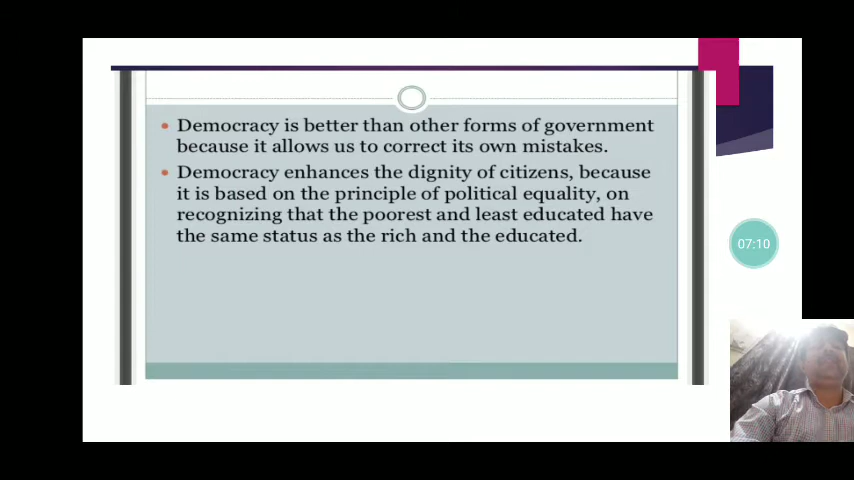 Democracy is better than other forms of government
because it allows us to correct its own mistakes.
Democracy enhances the dignity of citizens, because
it is based on the principle of political equality, on
recognizing that the poorest and least educated have
the same status as the rich and the educated.
07:10